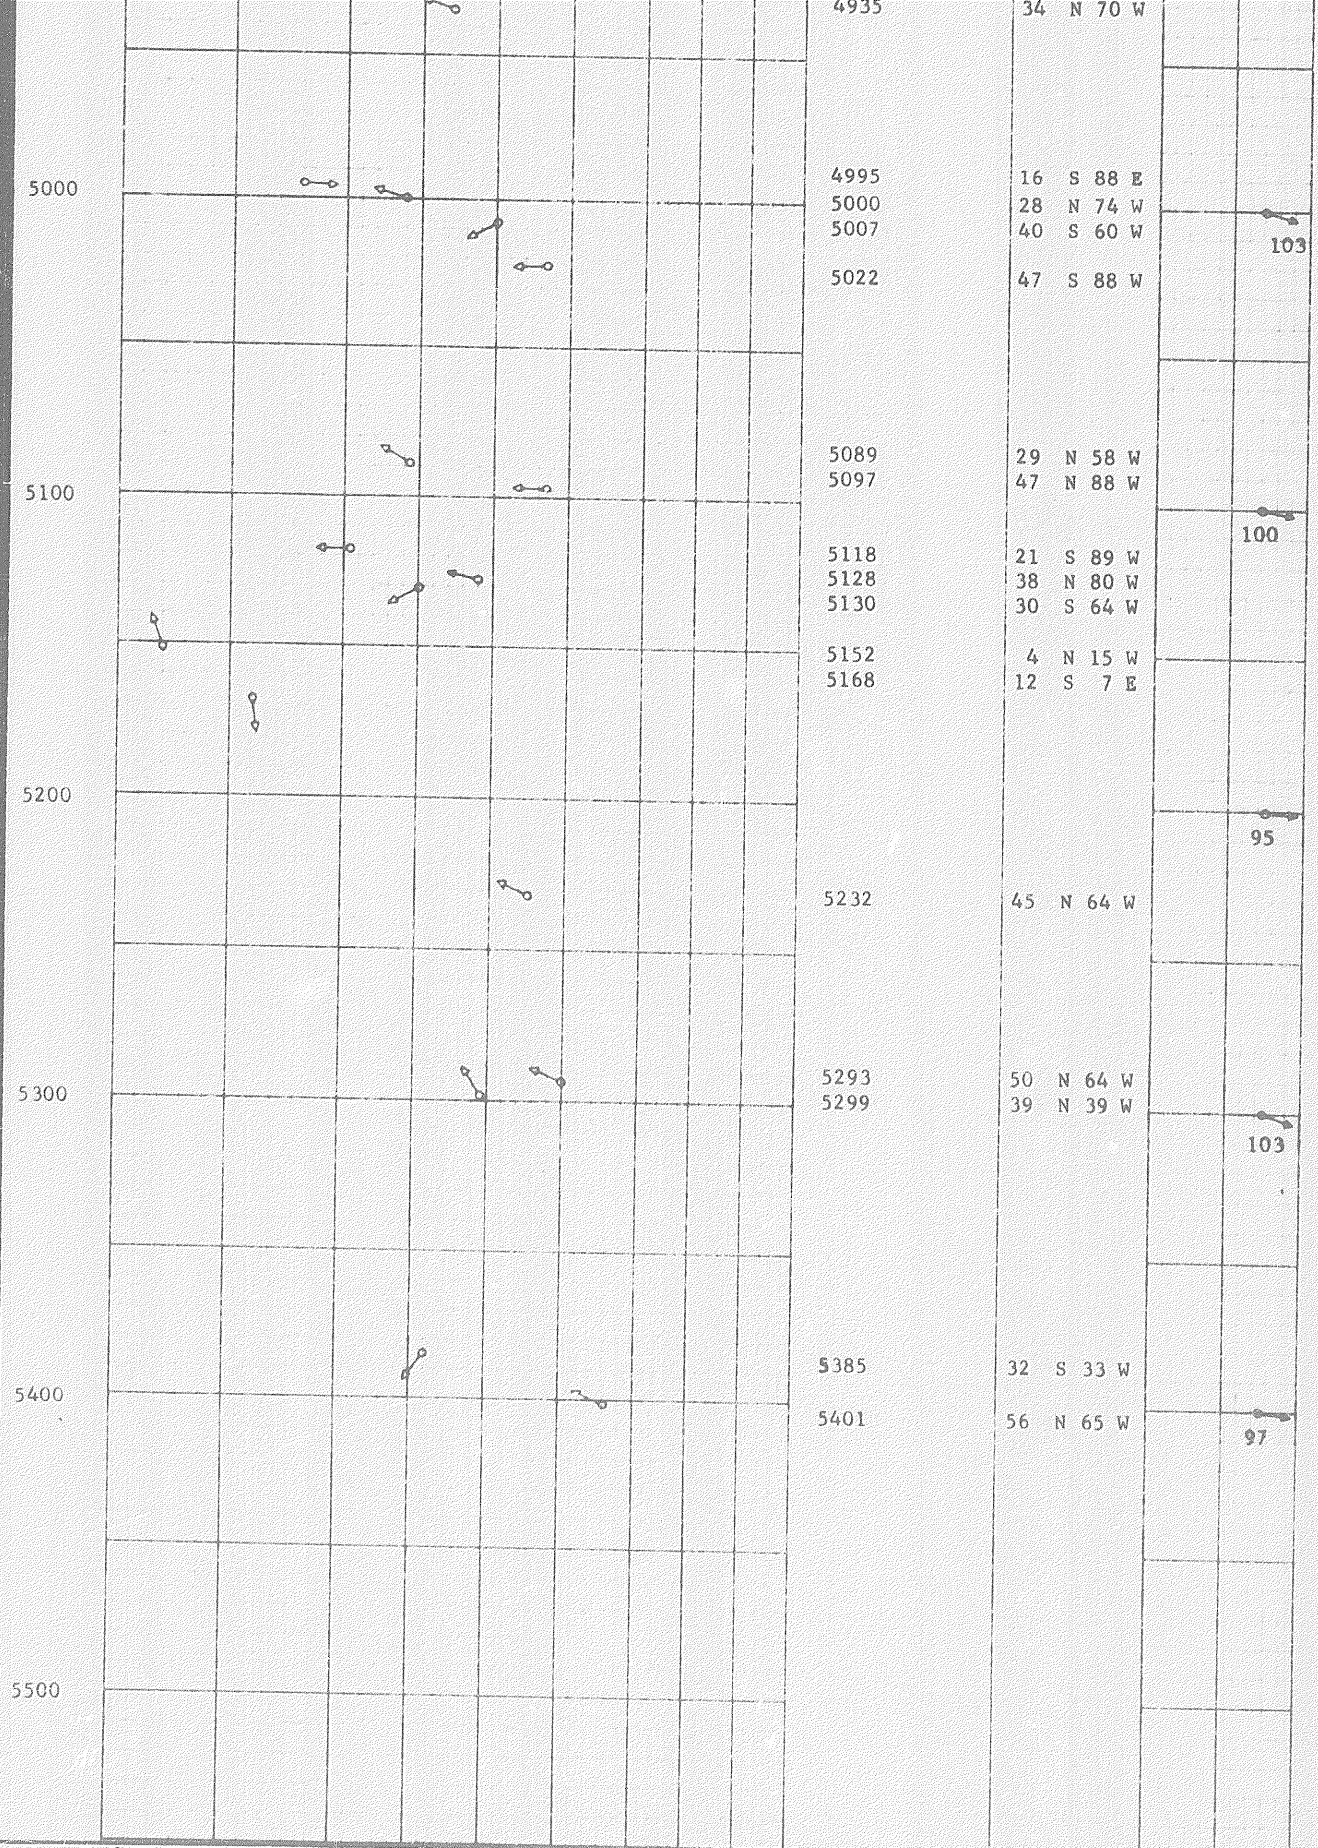 4935 34 N 70 W
4995 16 S 88 E
5000 5000 28 N 74 W
5007 40 S 60 W
103
5022 47 S 88 W
5089 29 N 58 W
5097 47 N 88 W
5100
100
5118 21 S 89 W
5128 38 N 80 W
5130 30 S 64 W
5152 4 N 15 W
5168 12 S 7 E
5200
95
5232 45 N 64 W
5293 50 N 64 W
5300 5299 39 N 39 W
103
5385 32 S 33 W
5400
5401 56 N 65 W
97
5500